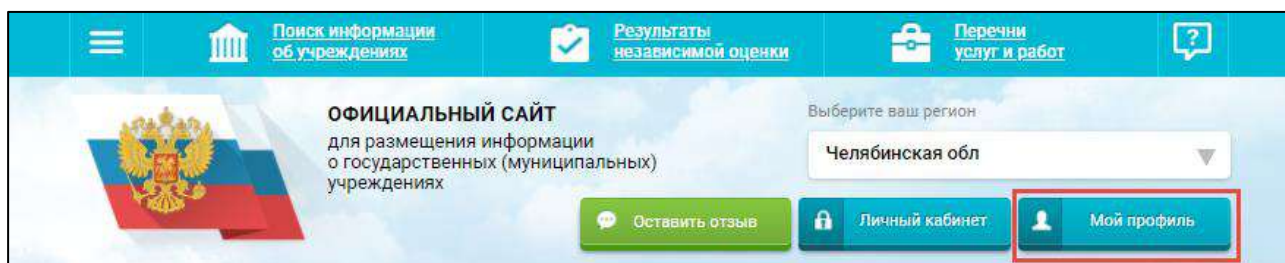 Поиск информации
об учреждениях
Результаты
независимой оценки
Перечни
услуг и работ
?
ОФИЦИАЛЬНЫЙ САЙТ
для размещения информации
о государственных (муниципальных)
учреждениях
Выберите ваш регион
Челябинская обл
Оставить отзыв
Личный кабинет
Мой профиль